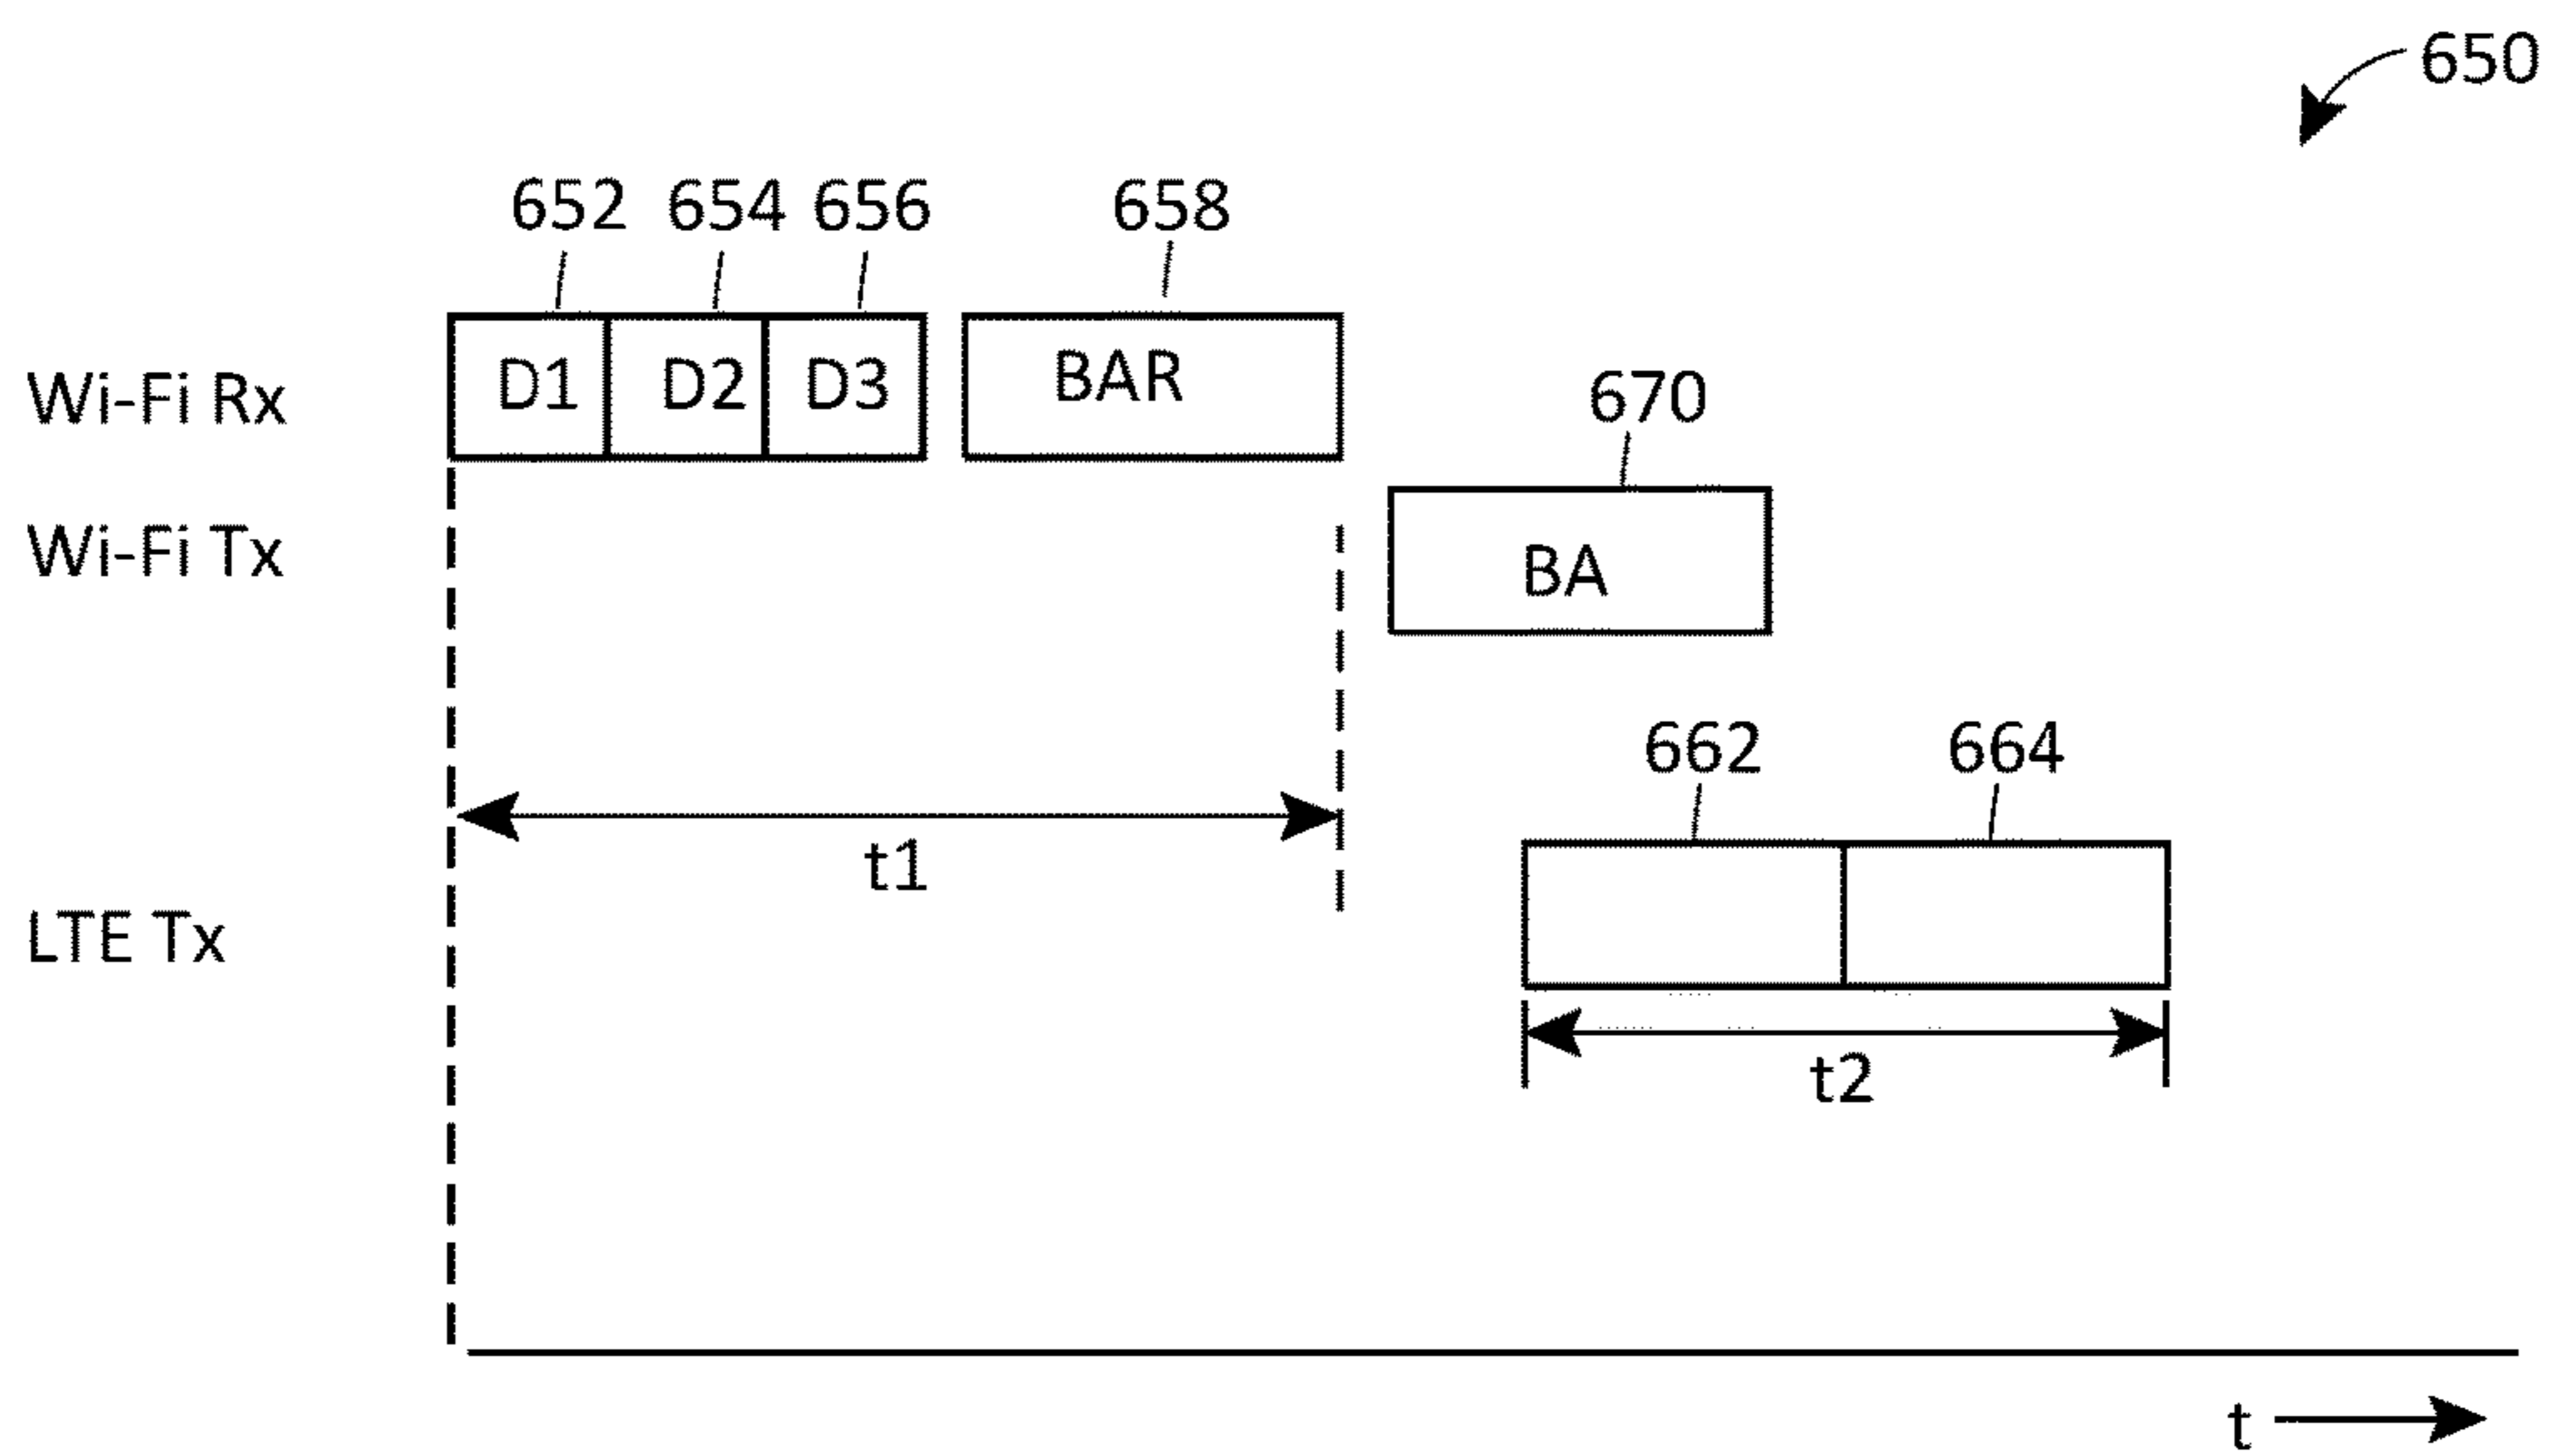 650
652 654 656 658
Wi-Fi Rx D1 D2 D3 BAR
670
Wi-Fi Tx BA
662 664
t1
LTE Tx
t2
t